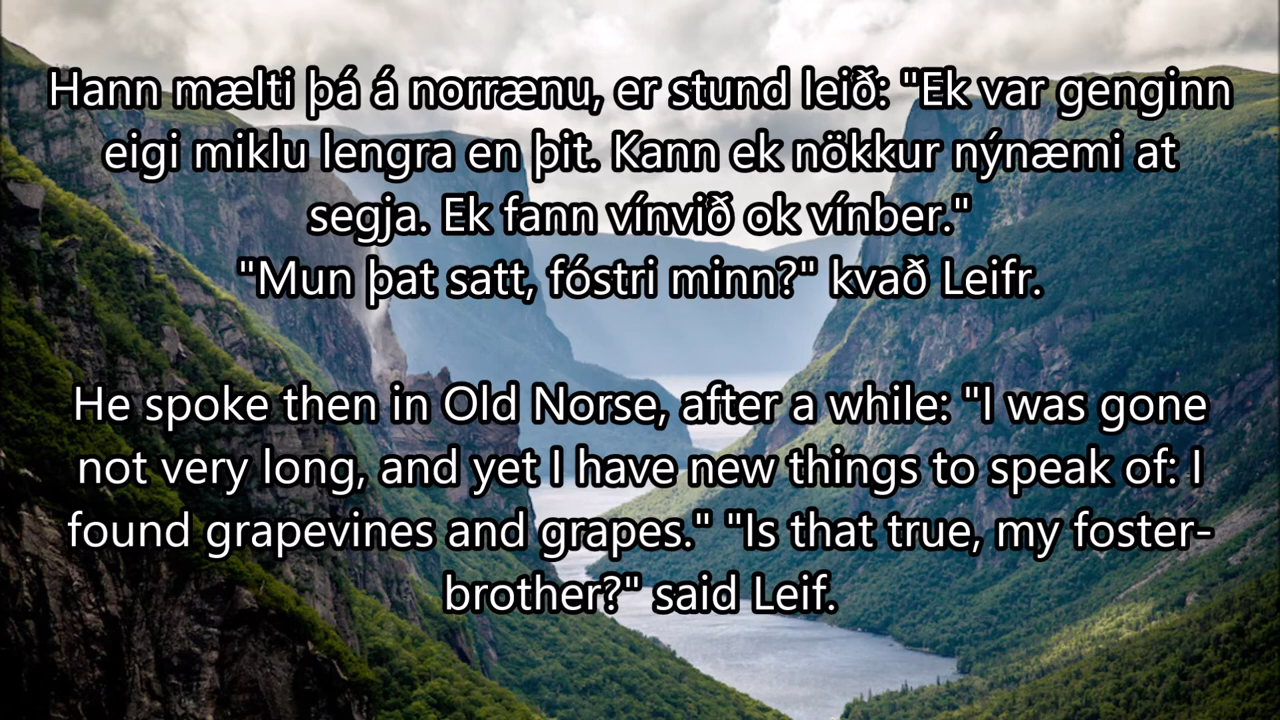 Hann mælti þá á norrænu, er stund leið: "Ek var genginn
eigi miklu lengra en þit. Kann ek nökkur nýnæmi at
segja. Ek fann vínvið ok vínber."
"Mun þat satt, fóstri minn?" kvað Leifr.
He spoke then in Old Norse, after a while: "I was gone
not very long, and yet I have new things to speak of: I
found grapevines and grapes." "Is that true, my foster-
brother?" said Leif.